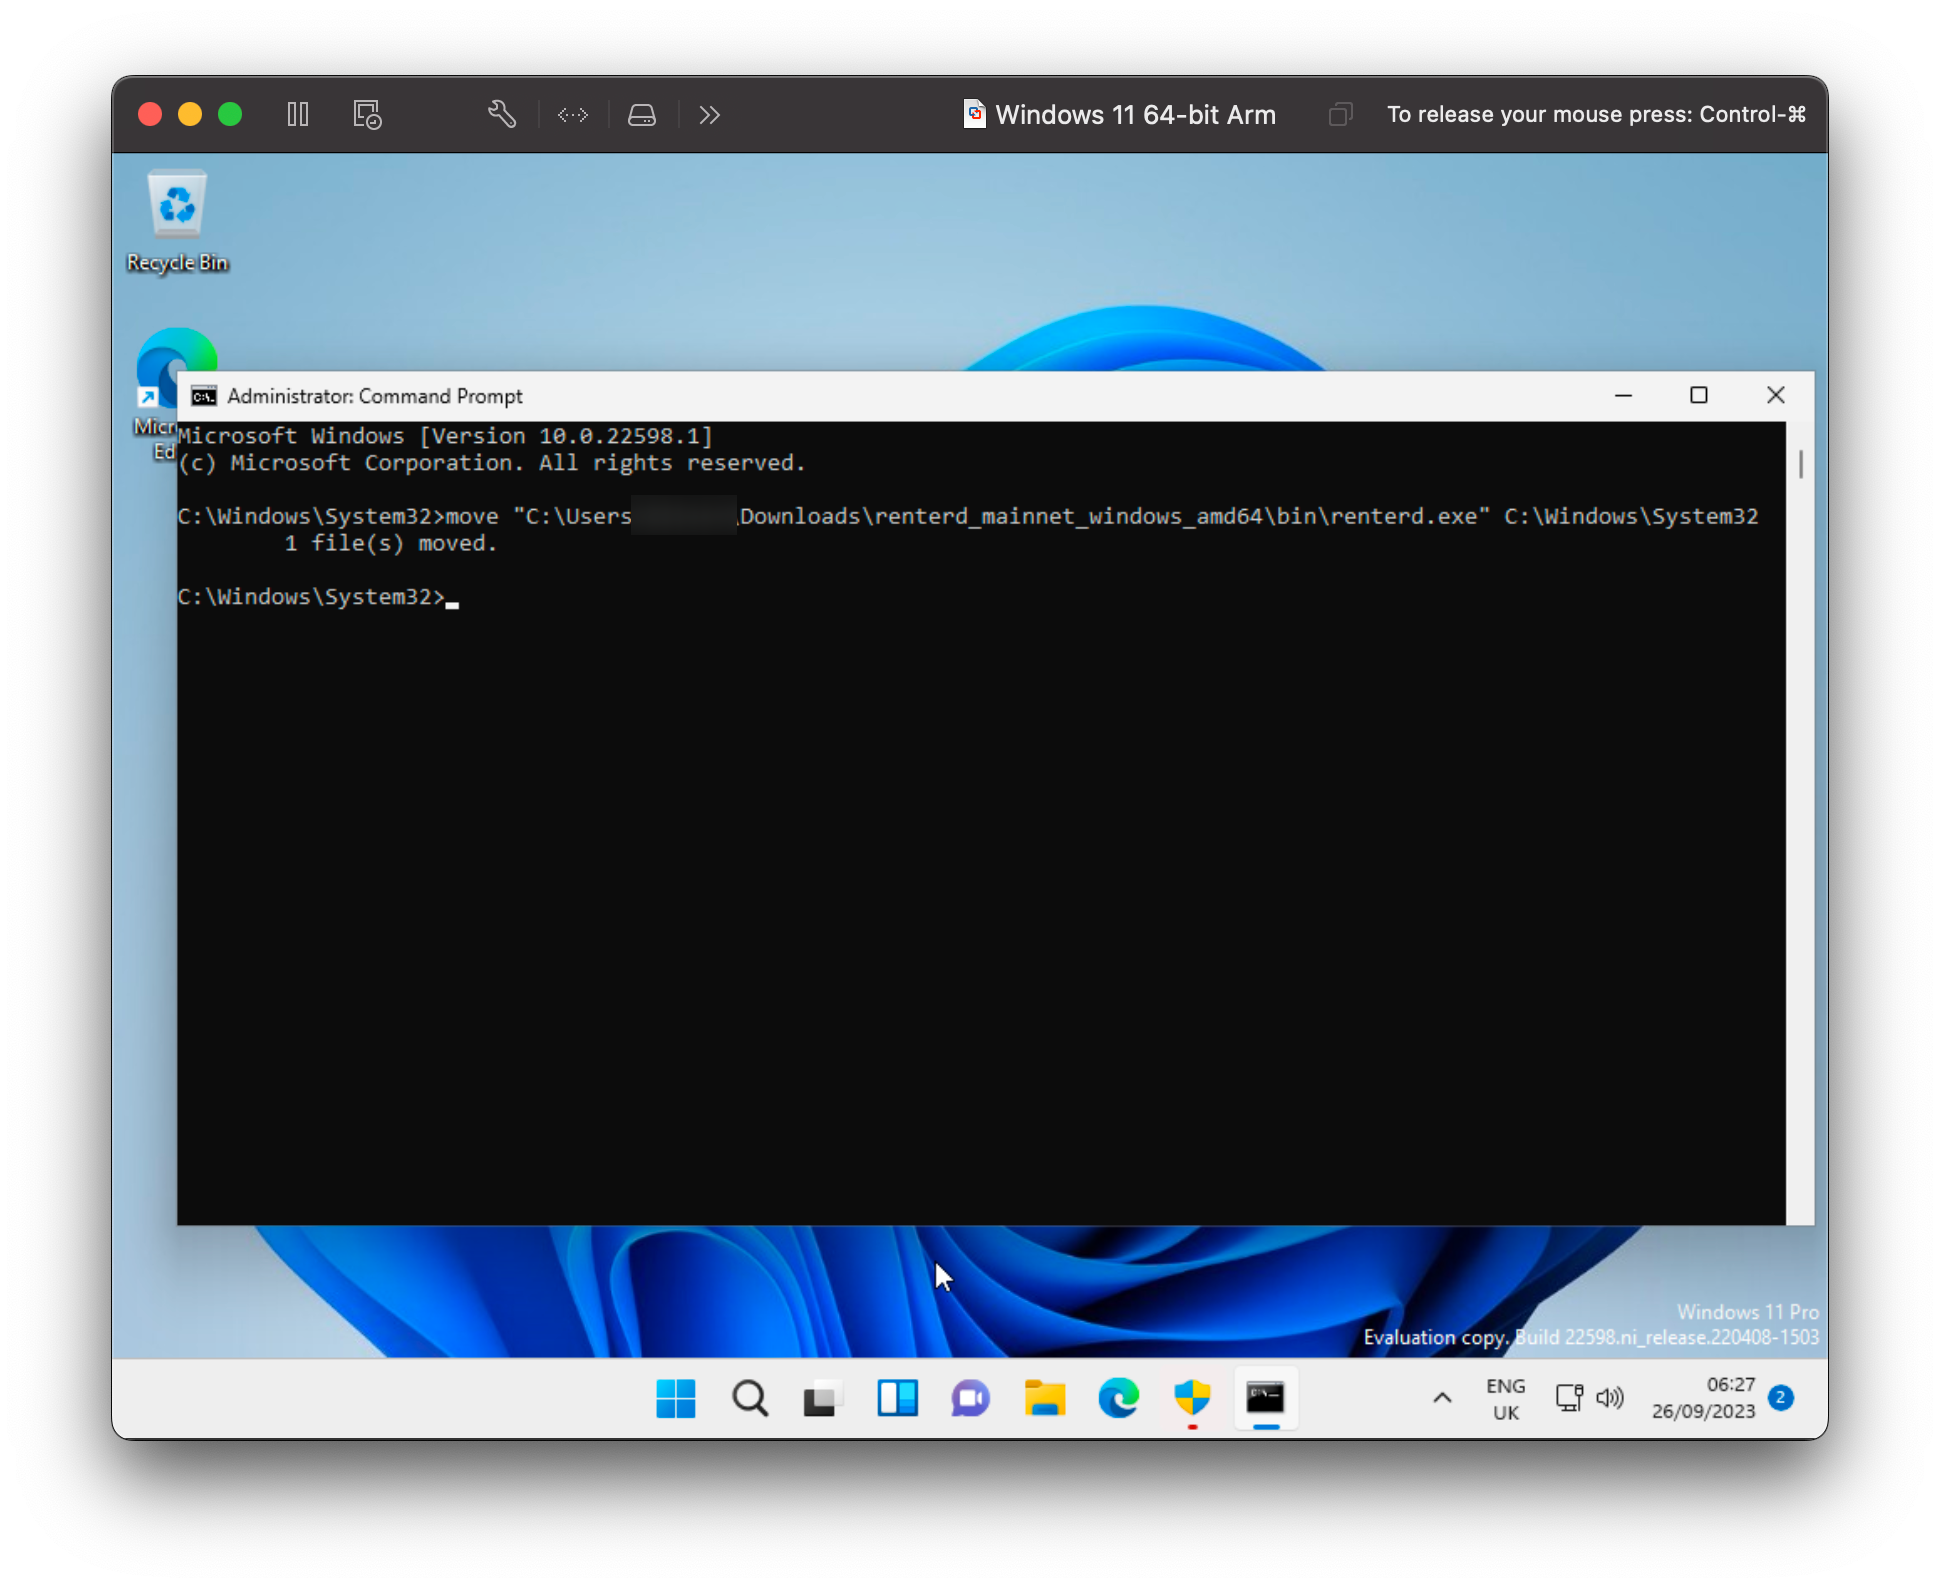 Windows 11 64-bit Arm
To release your mouse press: Control-⌘
Recycle Bin
Micr
Ed
Administrator: Command Prompt
Microsoft Windows [Version 10.0.22598.1]
(c) Microsoft Corporation. All rights reserved.
C:\Windows\System32>move "C:\Users \Downloads\renterd_mainnet_windows_amd64\bin\renterd.exe" C:\Windows\System32
1 file(s) moved.
C:\Windows\System32>
Windows 11 Pro
Evaluation copy. Build 22598.ni_release.220408-1503
ENG
UK
06:27
26/09/2023
2